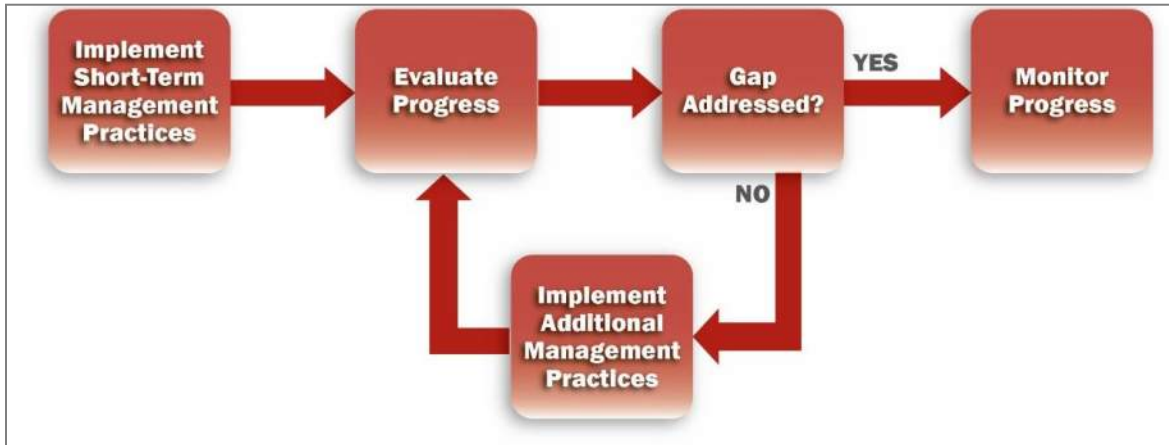 Implement
Short-Term
Management
Practices
Evaluate
Progress
Gap
Addressed?
YES
Monitor
Progress
NO
Implement
Additional
Management
Practices